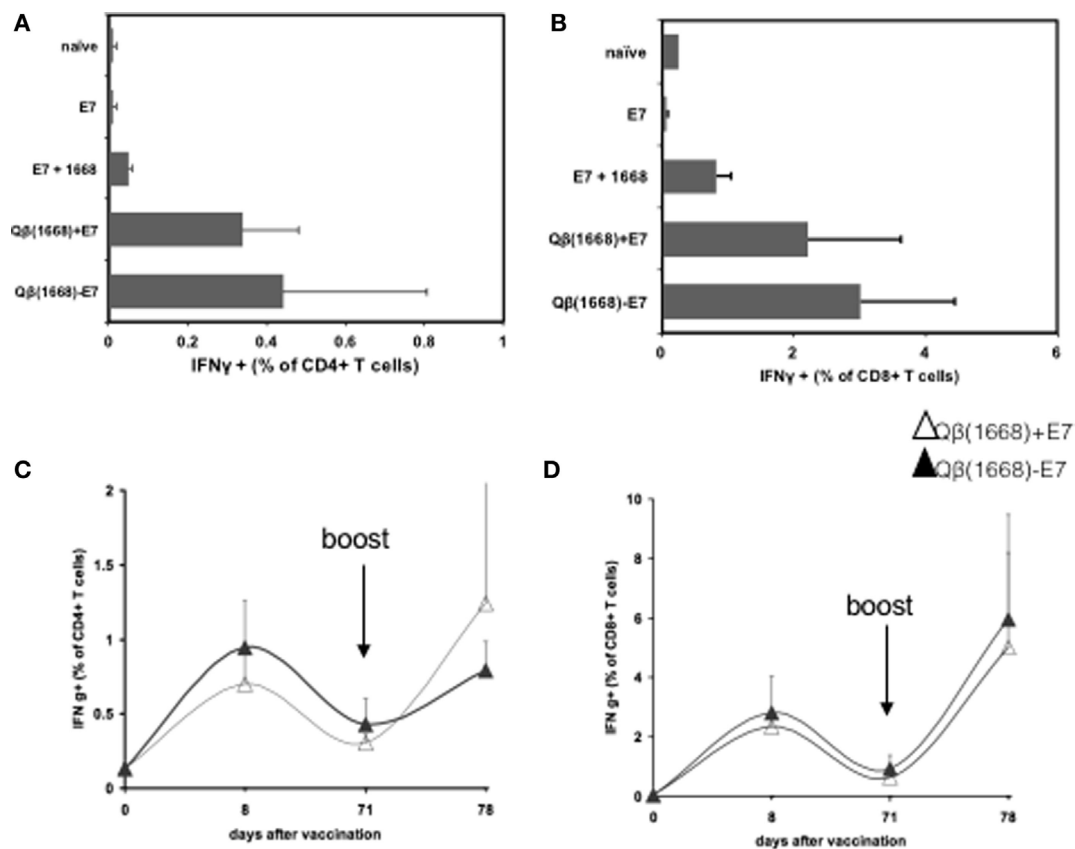 A
naïve
E7
E7 + 1668
Qβ(1668)+E7
Qβ(1668)-E7
0 0.2 0.4 0.6 0.8 1
IFNγ + (% of CD4+ T cells)
B
naïve
E7
E7 + 1668
Qβ(1668)+E7
Qβ(1668)-E7
0 2 4 6
IFNγ + (% of CD8+ T cells)
Qβ(1668)+E7
Qβ(1668)-E7
C
IFN g+ (% of CD4+ T cells)
2
1.5
1
0.5
0
boost
0 8 71 78
days after vaccination
D
IFN g+ (% of CD8+ T cells)
10
8
6
4
2
0
boost
0 8 71 78
days after vaccination